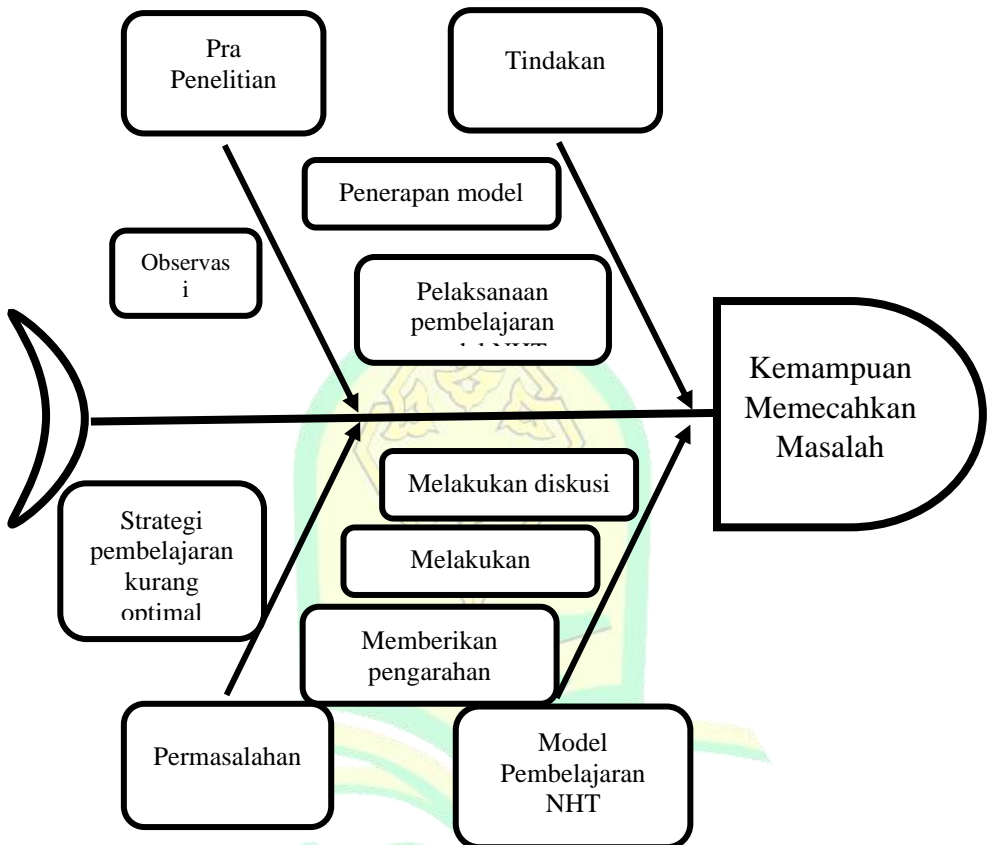 Pra
Penelitian
Tindakan
Penerapan model
Observas
i
Pelaksanaan
pembelajaran
NHT
Kemampuan
Memecahkan
Masalah
Melakukan diskusi
Strategi
pembelajaran
kurang
optimal
Melakukan
Memberikan
pengarahan
Permasalahan
Model
Pembelajaran
NHT